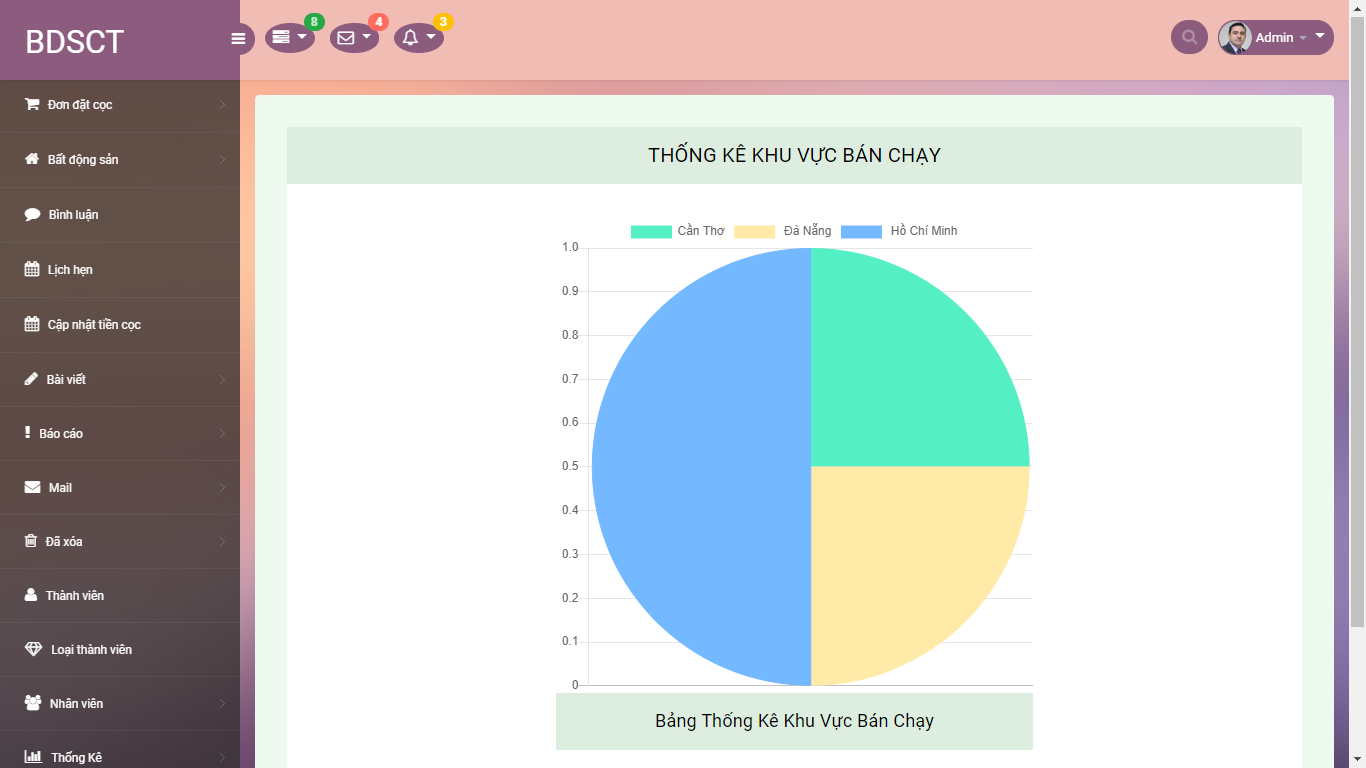 BDSCT
8
4
3
Admin
Đơn đặt cọc
Bất động sản
Bình luận
Lịch hẹn
Cập nhật tiền cọc
Bài viết
Báo cáo
Mail
Đã xóa
Thành viên
Loại thành viên
Nhân viên
Thống Kê
THỐNG KÊ KHU VỰC BÁN CHẠY
Cần Thơ Đà Nẵng Hồ Chí Minh
1.0
0.9
0.8
0.7
0.6
0.5
0.4
0.3
0.2
0.1
0
Bảng Thống Kê Khu Vực Bán Chạy